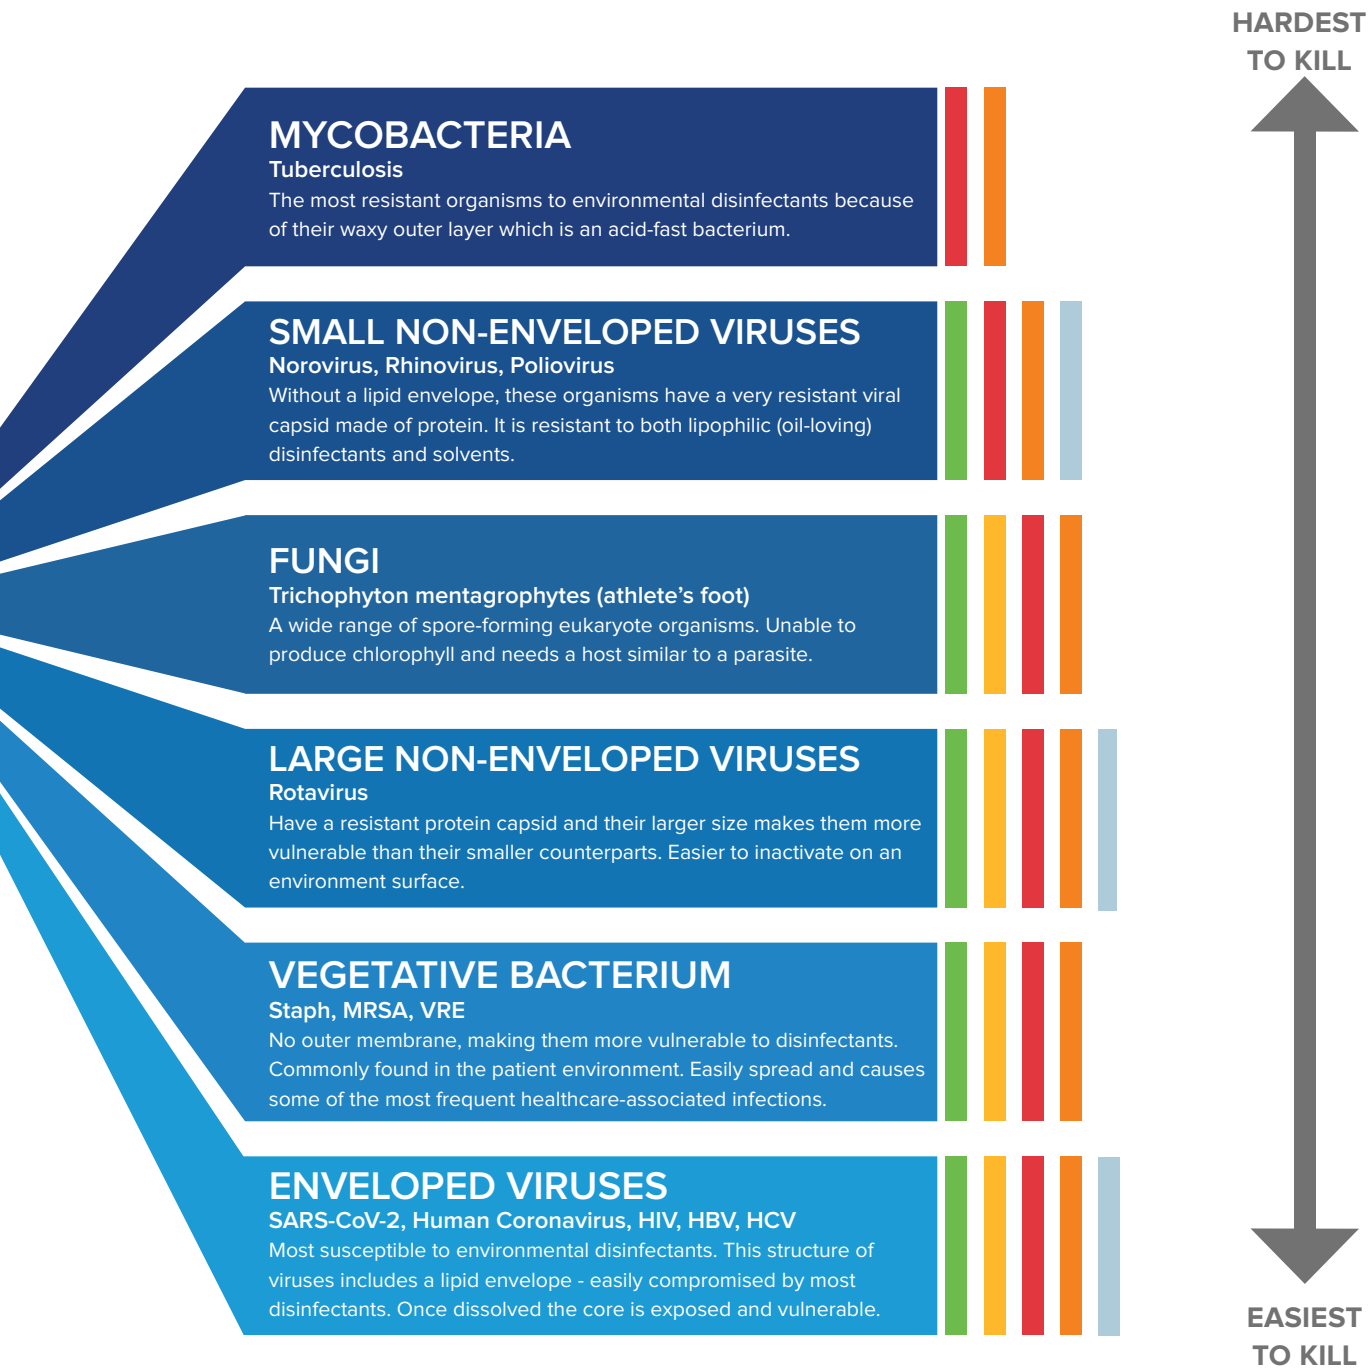 HARDEST
TO KILL
MYCOBACTERIA
Tuberculosis
The most resistant organisms to environmental disinfectants because
of their waxy outer layer which is an acid-fast bacterium.
SMALL NON-ENVELOPED VIRUSES
Norovirus, Rhinovirus, Poliovirus
Without a lipid envelope, these organisms have a very resistant viral
capsid made of protein. It is resistant to both lipophilic (oil-loving)
disinfectants and solvents.
FUNGI
Trichophyton mentagrophytes (athlete’s foot)
A wide range of spore-forming eukaryote organisms. Unable to
produce chlorophyll and needs a host similar to a parasite.
LARGE NON-ENVELOPED VIRUSES
Rotavirus
Have a resistant protein capsid and their larger size makes them more
vulnerable than their smaller counterparts. Easier to inactivate on an
environment surface.
VEGETATIVE BACTERIUM
Staph, MRSA, VRE
No outer membrane, making them more vulnerable to disinfectants.
Commonly found in the patient environment. Easily spread and causes
some of the most frequent healthcare-associated infections.
ENVELOPED VIRUSES
SARS-CoV-2, Human Coronavirus, HIV, HBV, HCV
Most susceptible to environmental disinfectants. This structure of
viruses includes a lipid envelope - easily compromised by most
disinfectants. Once dissolved the core is exposed and vulnerable.
EASIEST
TO KILL